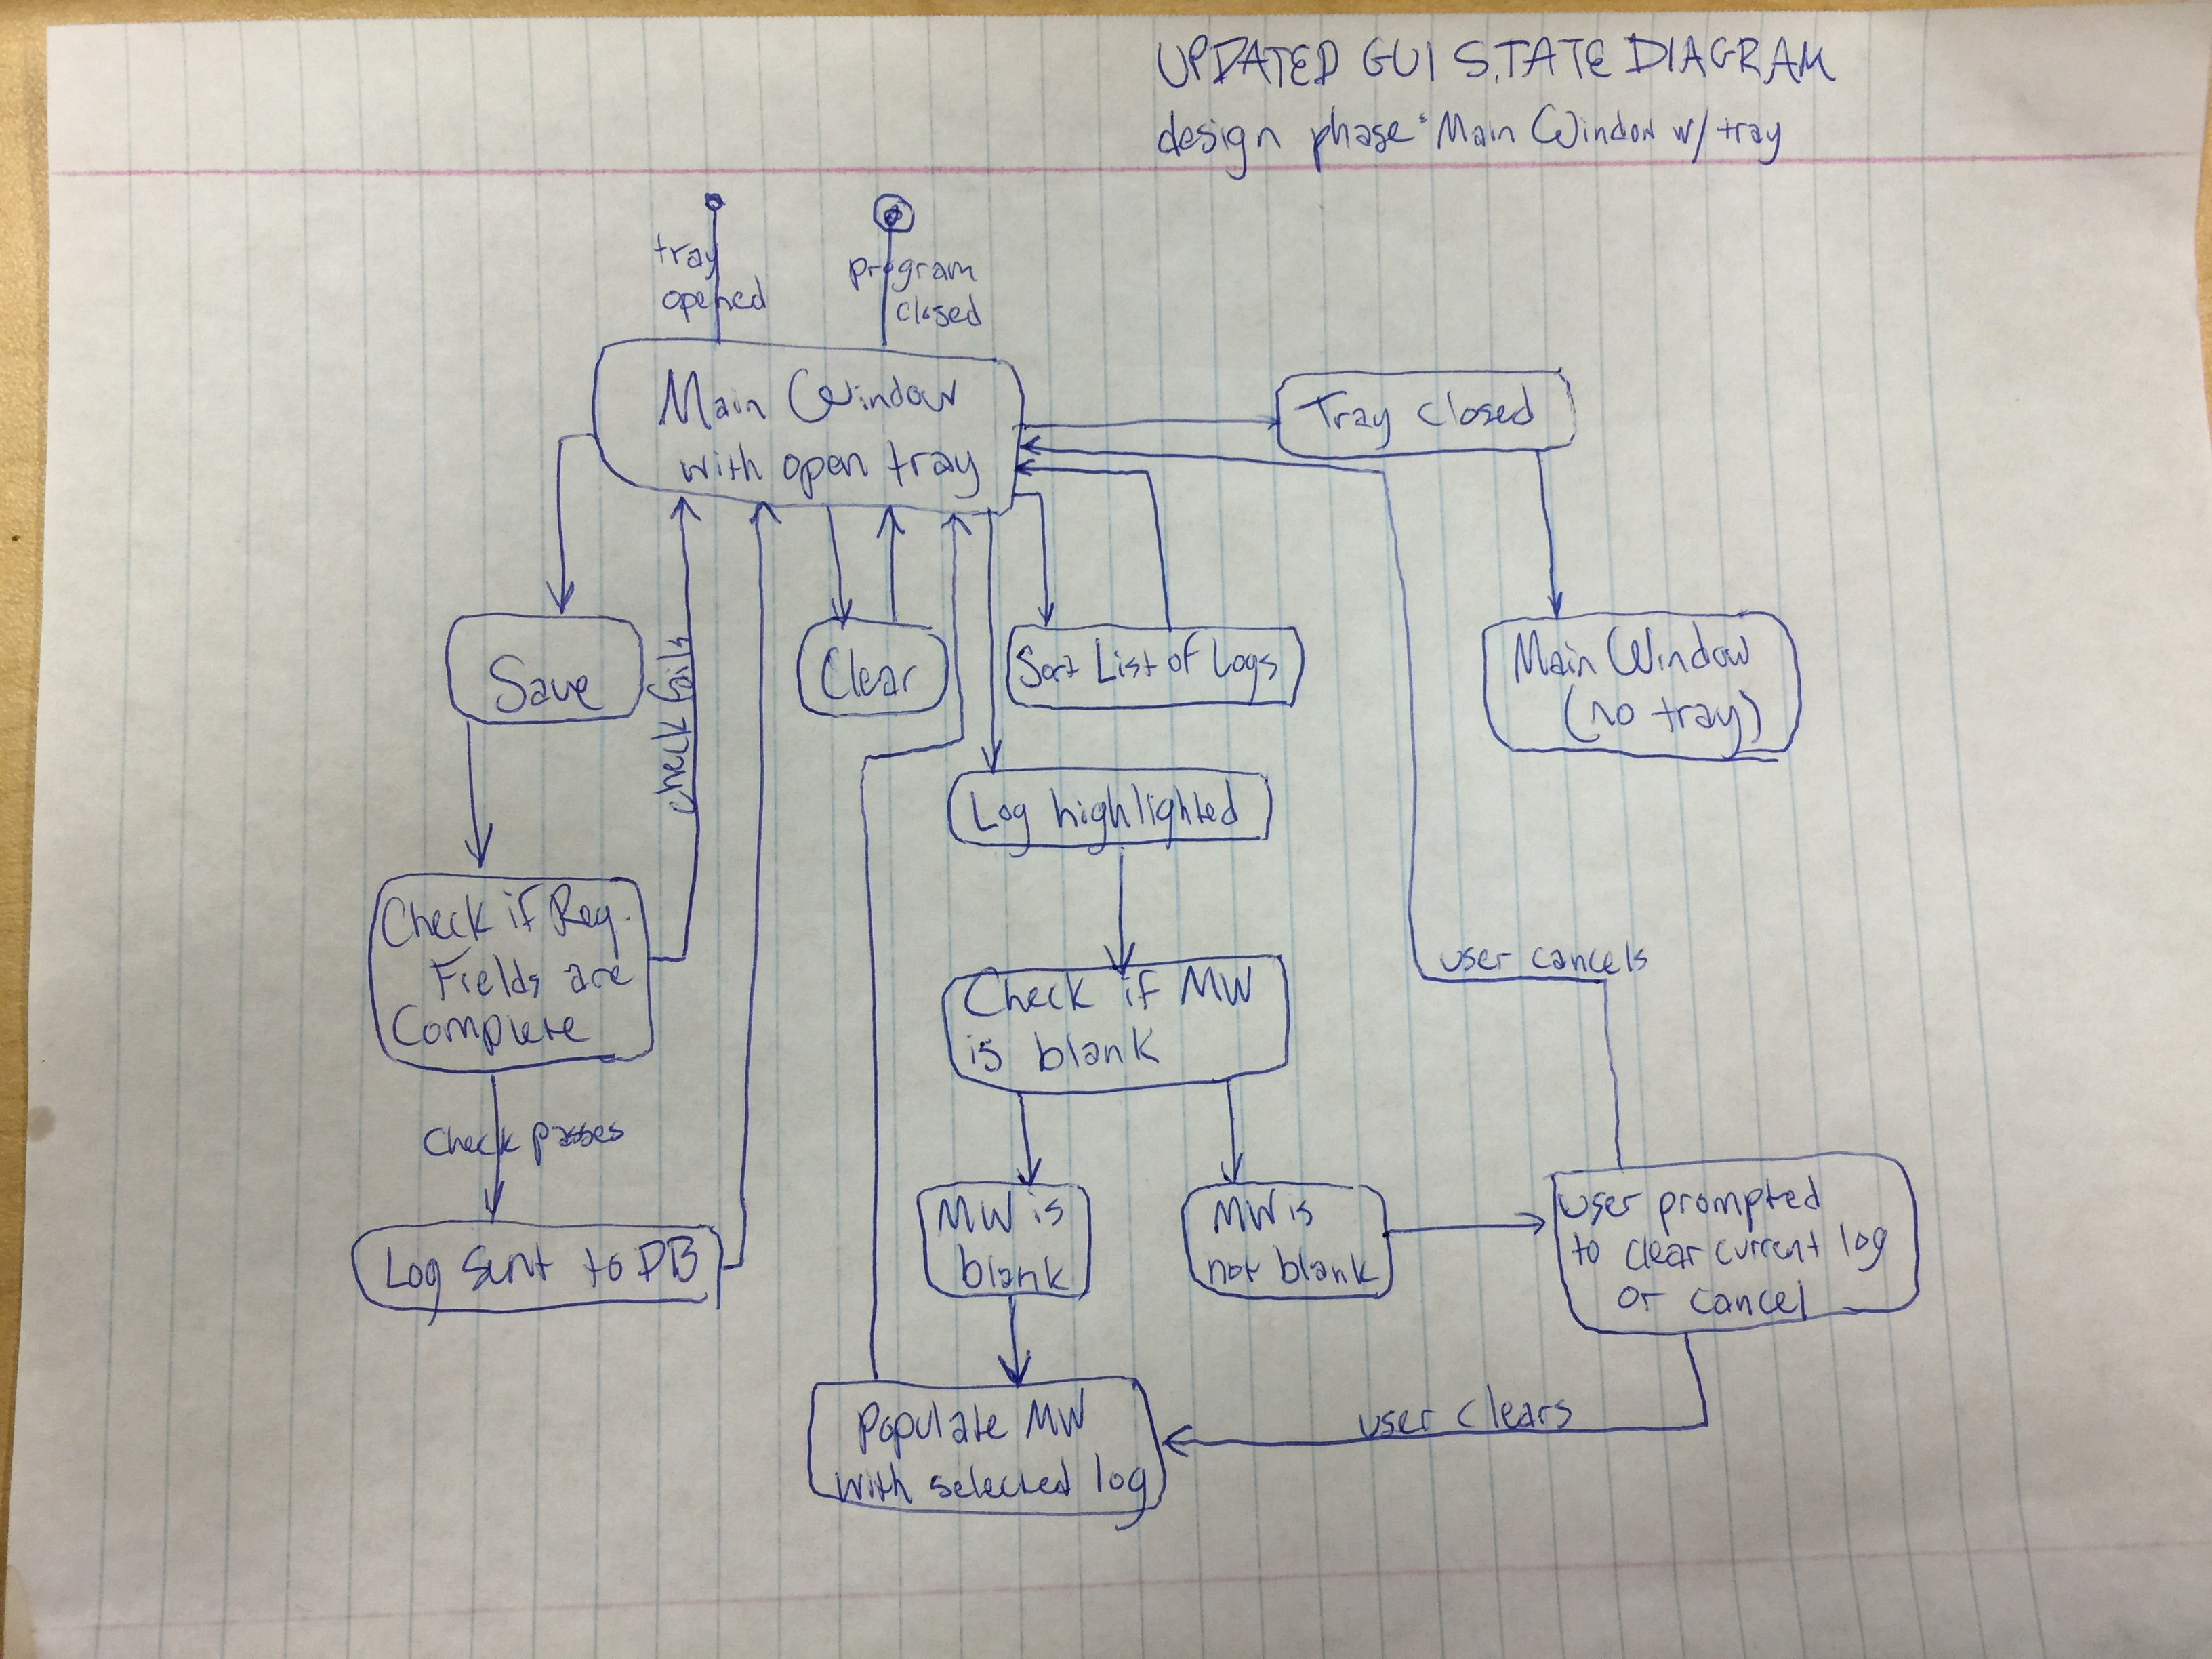 UPDATED GUI STATE DIAGRAM
design phase: Main Window w/ tray
tray
opened
program
closed
Main Window
with open tray
Tray closed
Save
check fails
Clear
Sort List of Logs
Main Window
(no tray)
Log highlighted
Check if Req.
Fields are
Complete
user cancels
Check if MW
is blank
Check passes
MW is
blank
MW is
not blank
user prompted
to clear current log
or cancel
Log Sent to DB
Populate MW
with selected log
user clears